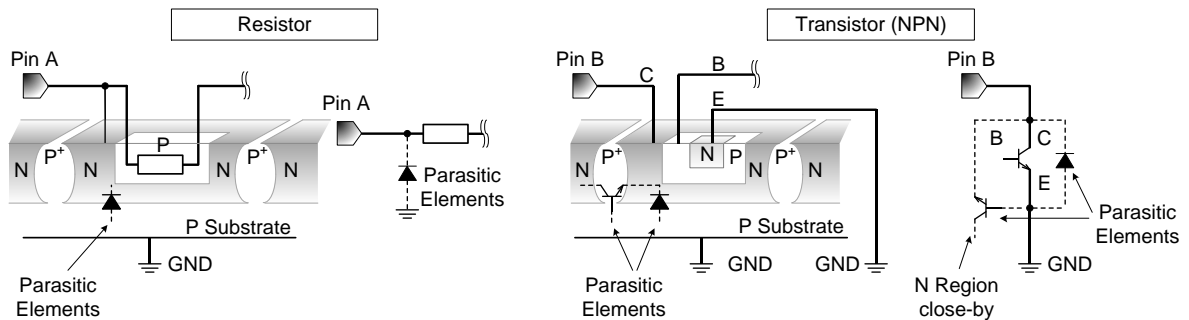 Resistor
Pin A
N
P⁺
N
P
N
P⁺
N
P Substrate
GND
Parasitic
Elements
Pin A
Parasitic
Elements
Transistor (NPN)
Pin B
C
B
E
N
P⁺
N
N
P
N
P⁺
N
P Substrate
GND
GND
Parasitic
Elements
Pin B
B
C
E
Parasitic
Elements
GND
N Region
close-by